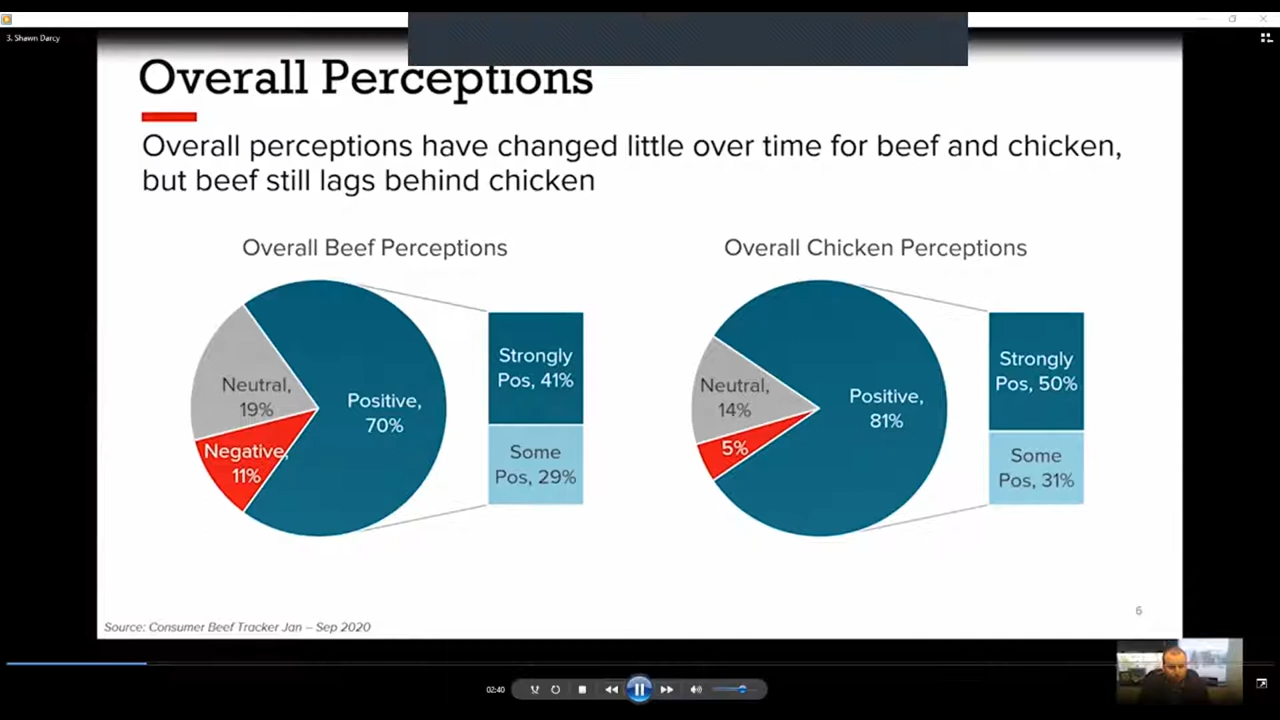 3. Shawn Darcy
Overall Perceptions
Overall perceptions have changed little over time for beef and chicken,
but beef still lags behind chicken
Overall Beef Perceptions
Neutral,
19%
Negative,
11%
Positive,
70%
Strongly
Pos, 41%
Some
Pos, 29%
Overall Chicken Perceptions
Neutral,
14%
5%
Positive,
81%
Strongly
Pos, 50%
Some
Pos, 31%
6
Source: Consumer Beef Tracker Jan – Sep 2020
02:40